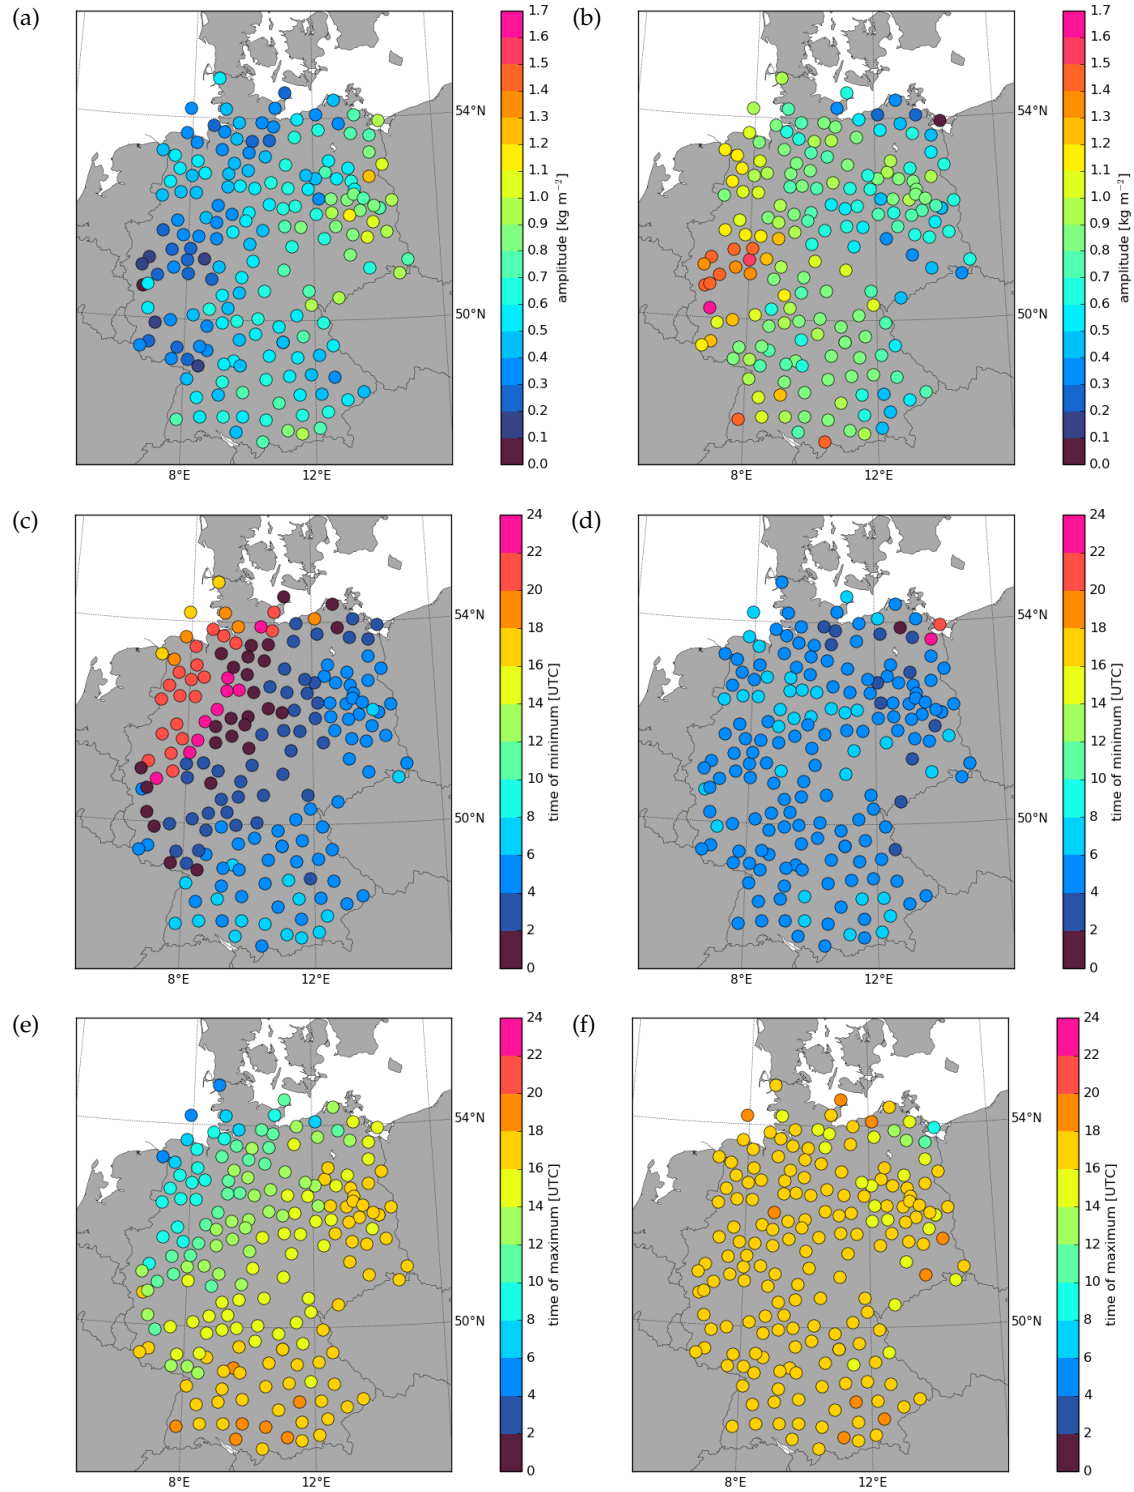 (a)
54°N
50°N
8°E
12°E
1.7
1.6
1.5
1.4
1.3
1.2
1.1
1.0
0.9
0.8
0.7
0.6
0.5
0.4
0.3
0.2
0.1
0.0
amplitude [kg m⁻²]
(b)
54°N
50°N
8°E
12°E
1.7
1.6
1.5
1.4
1.3
1.2
1.1
1.0
0.9
0.8
0.7
0.6
0.5
0.4
0.3
0.2
0.1
0.0
amplitude [kg m⁻²]
(c)
54°N
50°N
8°E
12°E
24
22
20
18
16
14
12
10
8
6
4
2
0
time of minimum [UTC]
(d)
54°N
50°N
8°E
12°E
24
22
20
18
16
14
12
10
8
6
4
2
0
time of minimum [UTC]
(e)
54°N
50°N
8°E
12°E
24
22
20
18
16
14
12
10
8
6
4
2
0
time of maximum [UTC]
(f)
54°N
50°N
8°E
12°E
24
22
20
18
16
14
12
10
8
6
4
2
0
time of maximum [UTC]